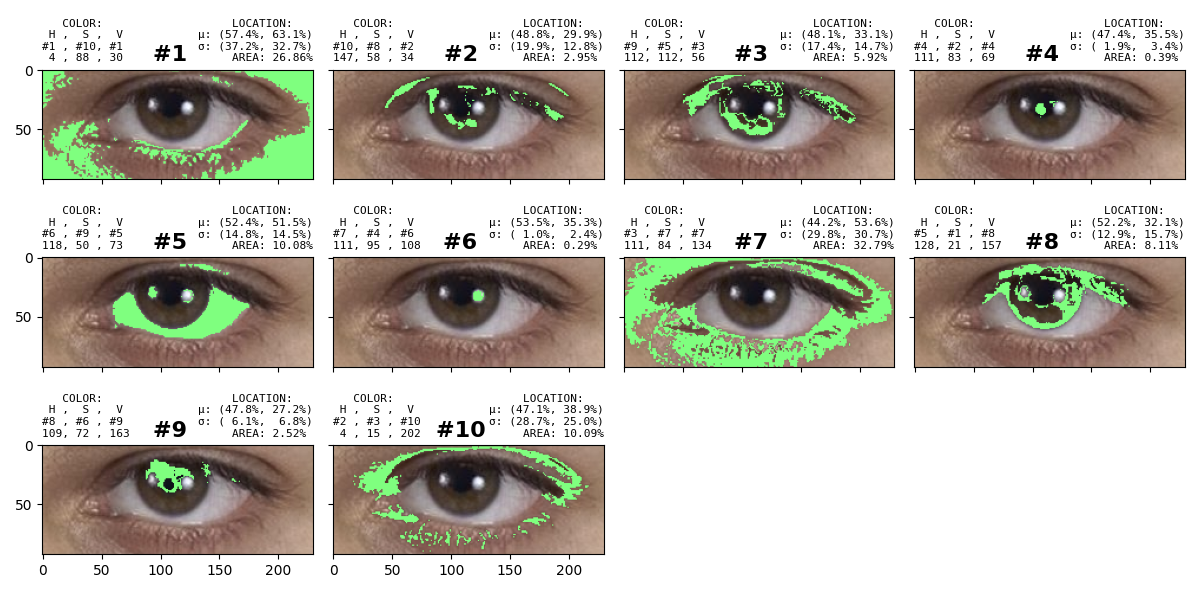 COLOR: LOCATION:
H , S , V μ: (57.4%, 63.1%)
#1 , #10, #1 #1 σ: (37.2%, 32.7%)
4 , 88 , 30 AREA: 26.86%
COLOR: LOCATION:
H , S , V μ: (48.8%, 29.9%)
#10, #8 , #2 #2 σ: (19.9%, 12.8%)
147, 58 , 34 AREA: 2.95%
COLOR: LOCATION:
H , S , V μ: (48.1%, 33.1%)
#9 , #5 , #3 #3 σ: (17.4%, 14.7%)
112, 112, 56 AREA: 5.92%
COLOR: LOCATION:
H , S , V μ: (47.4%, 35.5%)
#4 , #2 , #4 #4 σ: ( 1.9%, 3.4%)
111, 83 , 69 AREA: 0.39%
0
50
COLOR: LOCATION:
H , S , V μ: (52.4%, 51.5%)
#6 , #9 , #5 #5 σ: (14.8%, 14.5%)
118, 50 , 73 AREA: 10.08%
COLOR: LOCATION:
H , S , V μ: (53.5%, 35.3%)
#7 , #4 , #6 #6 σ: ( 1.0%, 2.4%)
111, 95 , 108 AREA: 0.29%
COLOR: LOCATION:
H , S , V μ: (44.2%, 53.6%)
#3 , #7 , #7 #7 σ: (29.8%, 30.7%)
111, 84 , 134 AREA: 32.79%
COLOR: LOCATION:
H , S , V μ: (52.2%, 32.1%)
#5 , #1 , #8 #8 σ: (12.9%, 15.7%)
128, 21 , 157 AREA: 8.11%
0
50
COLOR: LOCATION:
H , S , V μ: (47.8%, 27.2%)
#8 , #6 , #9 #9 σ: ( 6.1%, 6.8%)
109, 72 , 163 AREA: 2.52%
COLOR: LOCATION:
H , S , V μ: (47.1%, 38.9%)
#2 , #3 , #10 #10 σ: (28.7%, 25.0%)
4 , 15 , 202 AREA: 10.09%
0
50
0 50 100 150 200
0 50 100 150 200